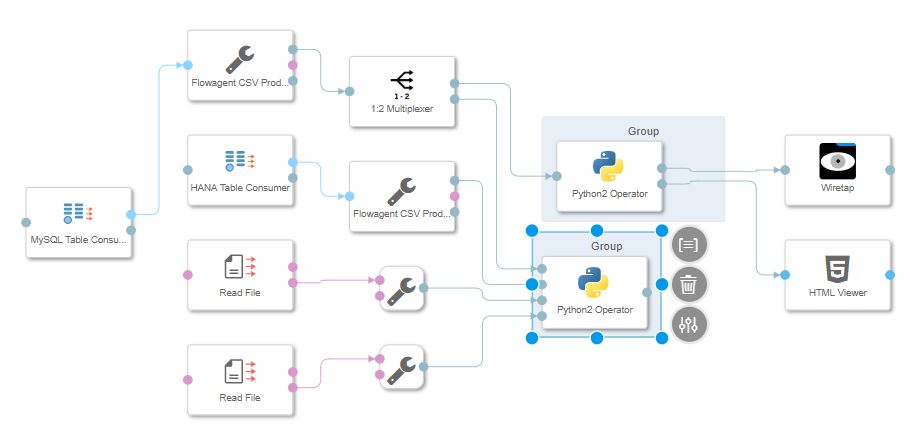 Flowagent CSV Prod...
1-2
1:2 Multiplexer
Group
Python2 Operator
Wiretap
HANA Table Consumer
Flowagent CSV Prod...
MySQL Table Consu...
Group
Python2 Operator
Read File
5
HTML Viewer
Read File